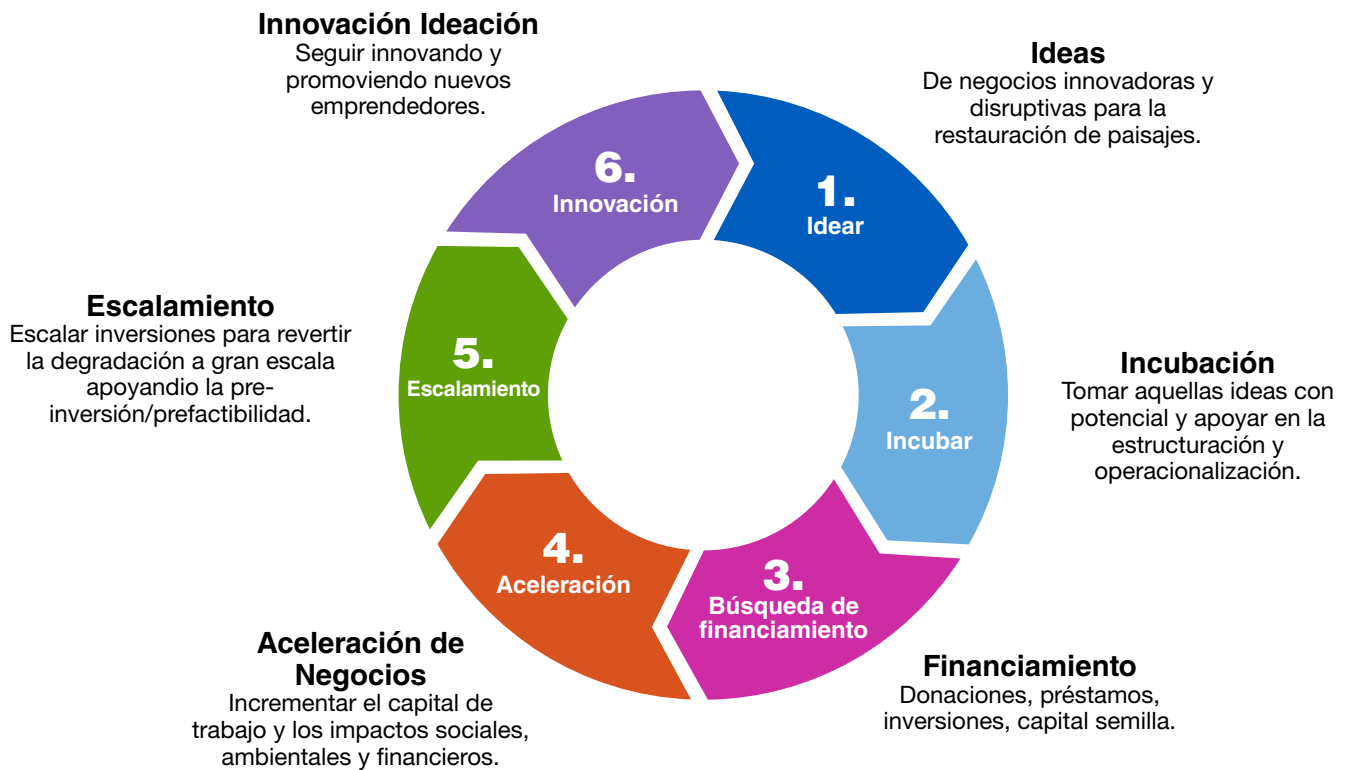 Innovación Ideación
Seguir innovando y
promoviendo nuevos
emprendedores.
Ideas
De negocios innovadoras y
disruptivas para la
restauración de paisajes.
6.
Innovación
1.
Idear
Escalamiento
Escalar inversiones para revertir
la degradación a gran escala
apoyandio la pre-
inversión/prefactibilidad.
5.
Escalamiento
2.
Incubar
Incubación
Tomar aquellas ideas con
potencial y apoyar en la
estructuración y
operacionalización.
4.
Aceleración
3.
Búsqueda de
financiamiento
Aceleración de
Negocios
Incrementar el capital de
trabajo y los impactos sociales,
ambientales y financieros.
Financiamiento
Donaciones, préstamos,
inversiones, capital semilla.